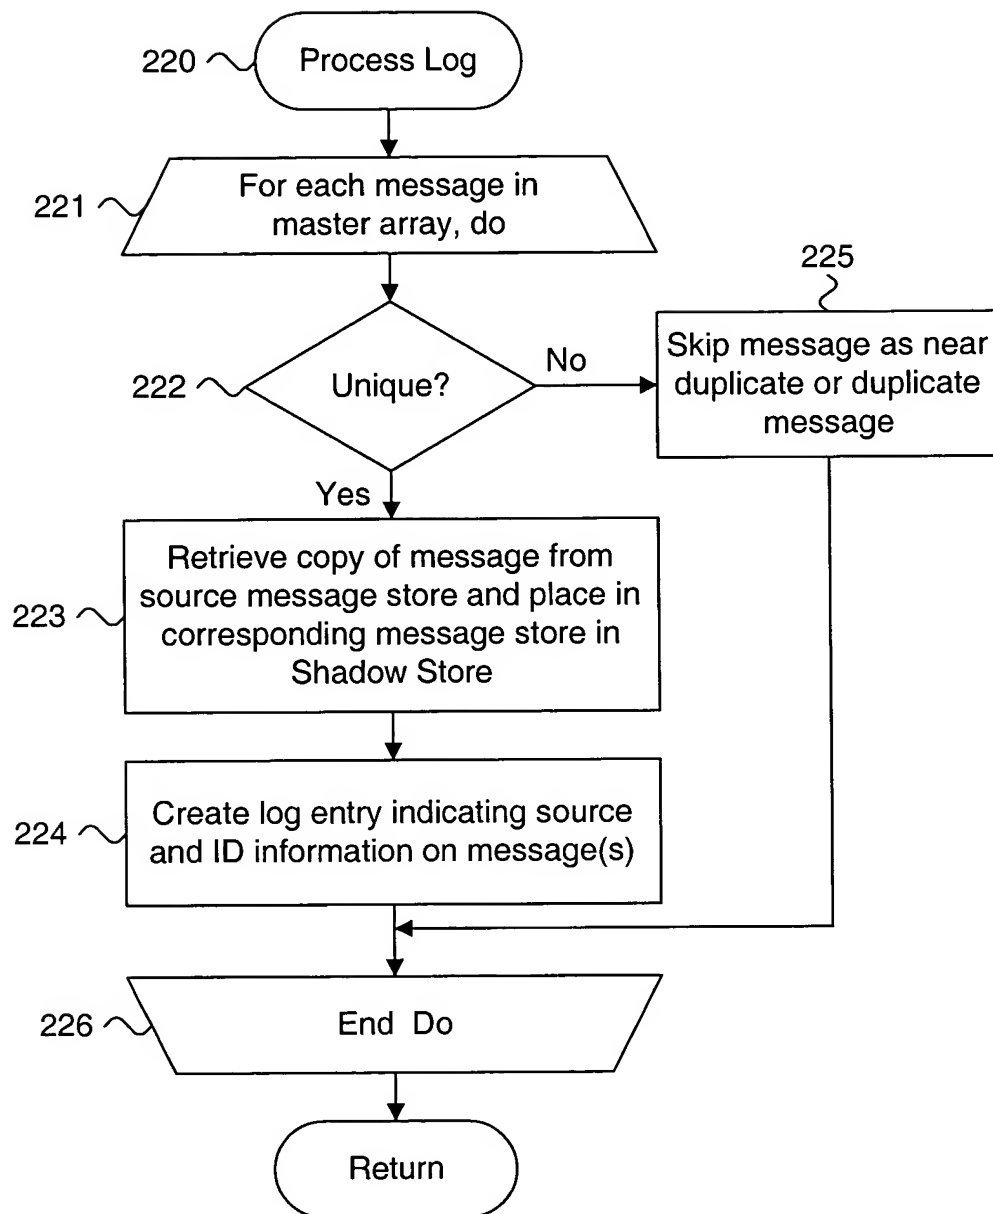 220
Process Log
221
For each message in
master array, do
222
Unique?
No
225
Skip message as near
duplicate or duplicate
message
Yes
223
Retrieve copy of message from
source message store and place in
corresponding message store in
Shadow Store
224
Create log entry indicating source
and ID information on message(s)
226
End Do
Return